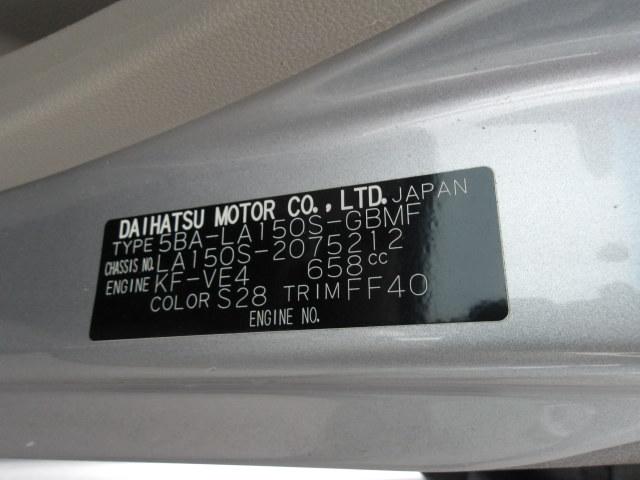 DAIHATSU MOTOR CO., LTD. JAPAN
TYPE 5BA-LA150S-GBMF
CHASSIS NO. LA150S-2075212
ENGINE KF-VE4 658cc
COLOR S28 TRIM FF40
ENGINE NO.